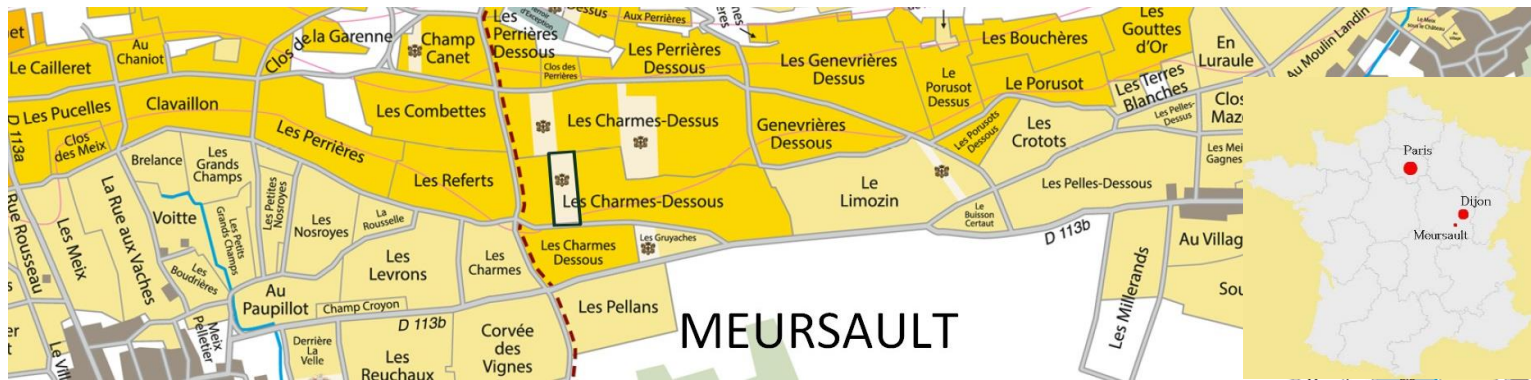 et
Au
Chaniot
Le Cailleret
Clos de la Garenne
Champ
Canet
Les
Perrières
Dessous
Dessus
Aux Perrières
Les Perrières
Dessous
Clos des
Perrières
Les Genevrières
Dessus
Les Bouchères
Le
Porusot
Dessus
Le Porusot
Les
Gouttes
d'Or
En
Luraule
Au Moulin Landin
Les Terres
Blanches
Les Pelles-
Dessus
Clos
Maz
Les Mei
Gagnes
Les Pucelles
Clavaillon
Les Combettes
Les Charmes-Dessus
Genevrières
Dessous
Les Porusots
Dessous
Les
Crotots
D 113a
Clos
des Meix
Brelance
Les
Grands
Champs
Les Perrières
Les Referts
Les Charmes-Dessous
Le
Limozin
Les Pelles-Dessous
Le
Buisson
Certaut
D 113b
Rue Rousseau
Les Meix
La Rue aux Vaches
Voitte
Les Petits
Grands Champs
Les Petites
Nosroyes
Les
Nosroyes
La
Rousselle
Les Charmes
Dessous
Les Gruyaches
Au Villag
Les
Boudrières
Au
Paupillot
Les
Levrons
Les
Charmes
Champ Croyon
D 113b
Les Pellans
Les Millerands
Sou
Meix
Pelletier
Derrière
La
Velle
Les
Reuchaux
Corvée
des
Vignes
Le Vill
er
t
MEURSAULT
Paris
Dijon
Meursault